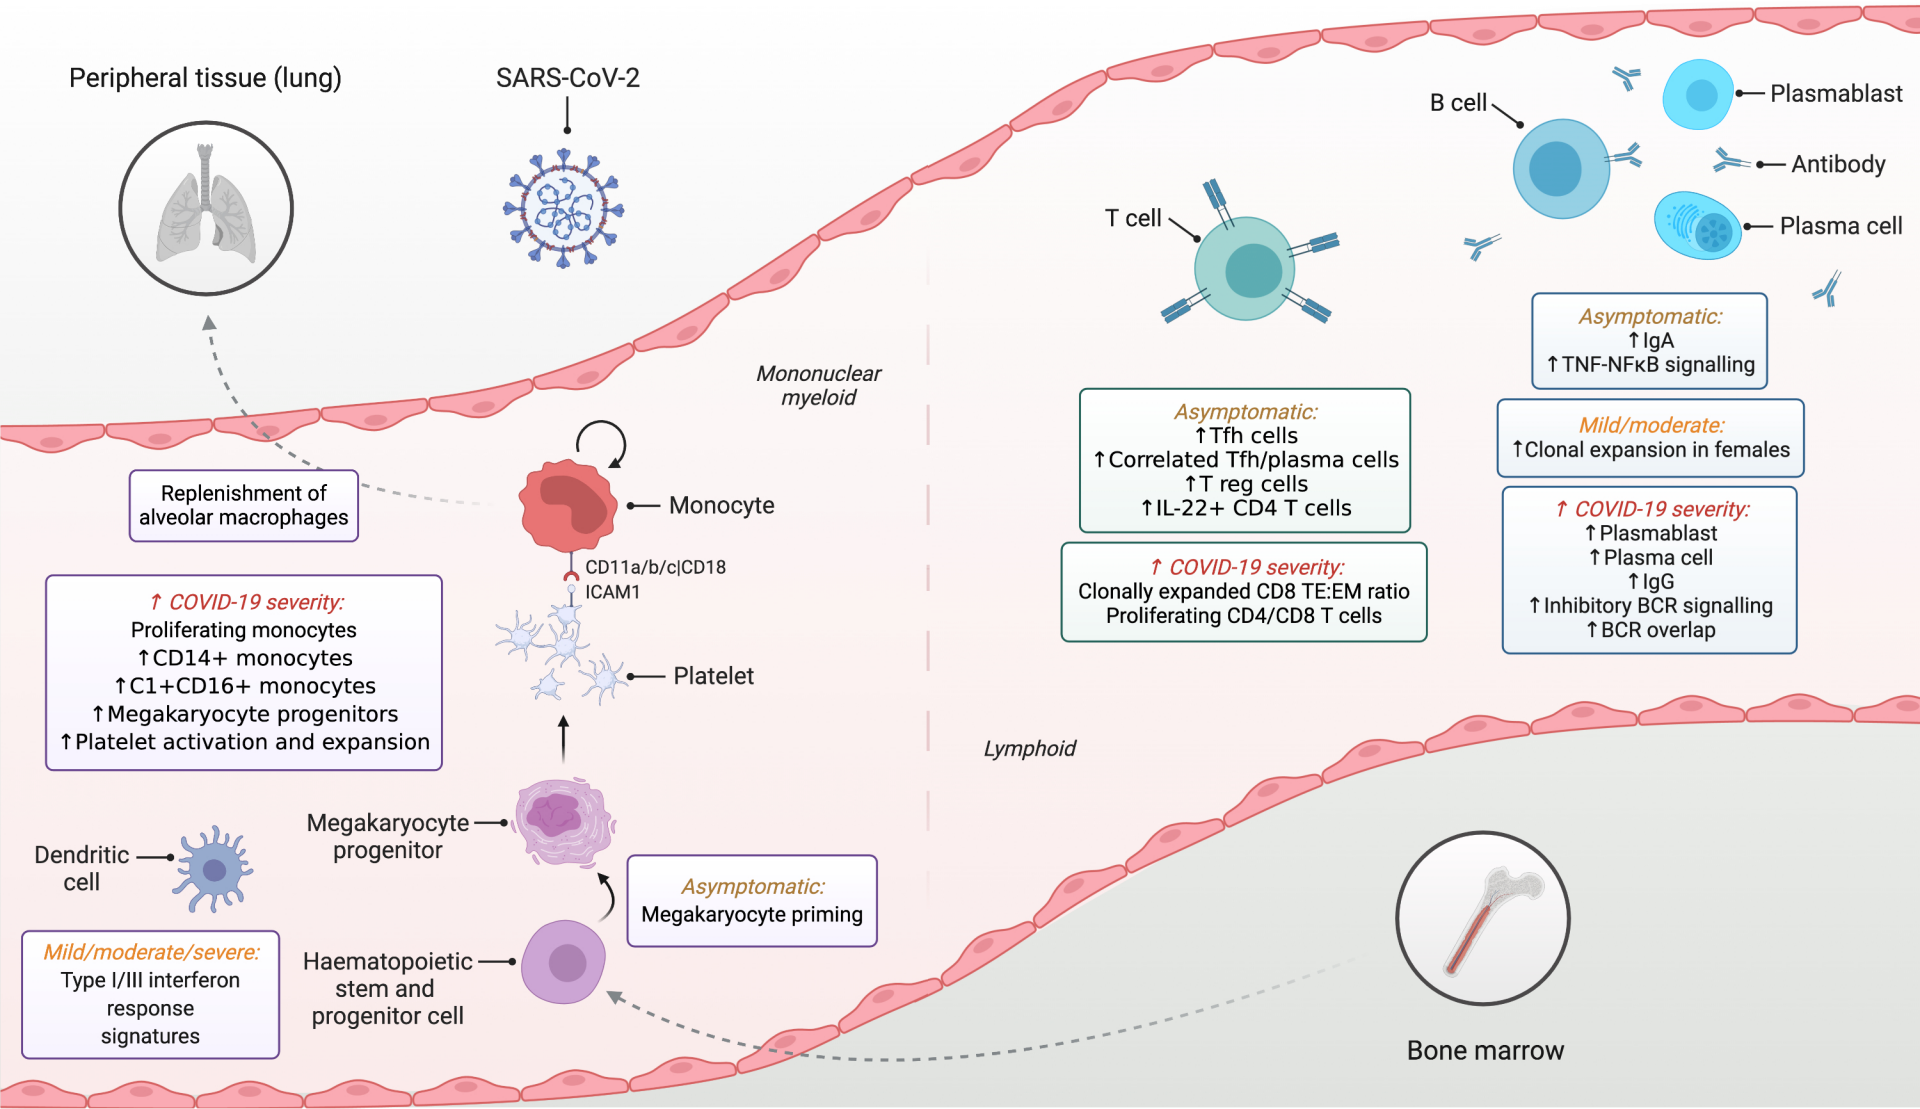 Peripheral tissue (lung)
SARS-CoV-2
Mononuclear
myeloid
Replenishment of
alveolar macrophages
Monocyte
CD11a/b/c|CD18
ICAM1
Platelet
↑ COVID-19 severity:
Proliferating monocytes
↑CD14+ monocytes
↑C1+CD16+ monocytes
↑Megakaryocyte progenitors
↑Platelet activation and expansion
Megakaryocyte
progenitor
Dendritic
cell
Asymptomatic:
Megakaryocyte priming
Mild/moderate/severe:
Type I/III interferon
response
signatures
Haematopoietic
stem and
progenitor cell
Lymphoid
T cell
B cell
Plasmablast
Antibody
Plasma cell
Asymptomatic:
↑Tfh cells
↑Correlated Tfh/plasma cells
↑T reg cells
↑IL-22+ CD4 T cells
↑ COVID-19 severity:
Clonally expanded CD8 TE:EM ratio
Proliferating CD4/CD8 T cells
Asymptomatic:
↑IgA
↑TNF-NFκB signalling
Mild/moderate:
↑Clonal expansion in females
↑ COVID-19 severity:
↑Plasmablast
↑Plasma cell
↑IgG
↑Inhibitory BCR signalling
↑BCR overlap
Bone marrow